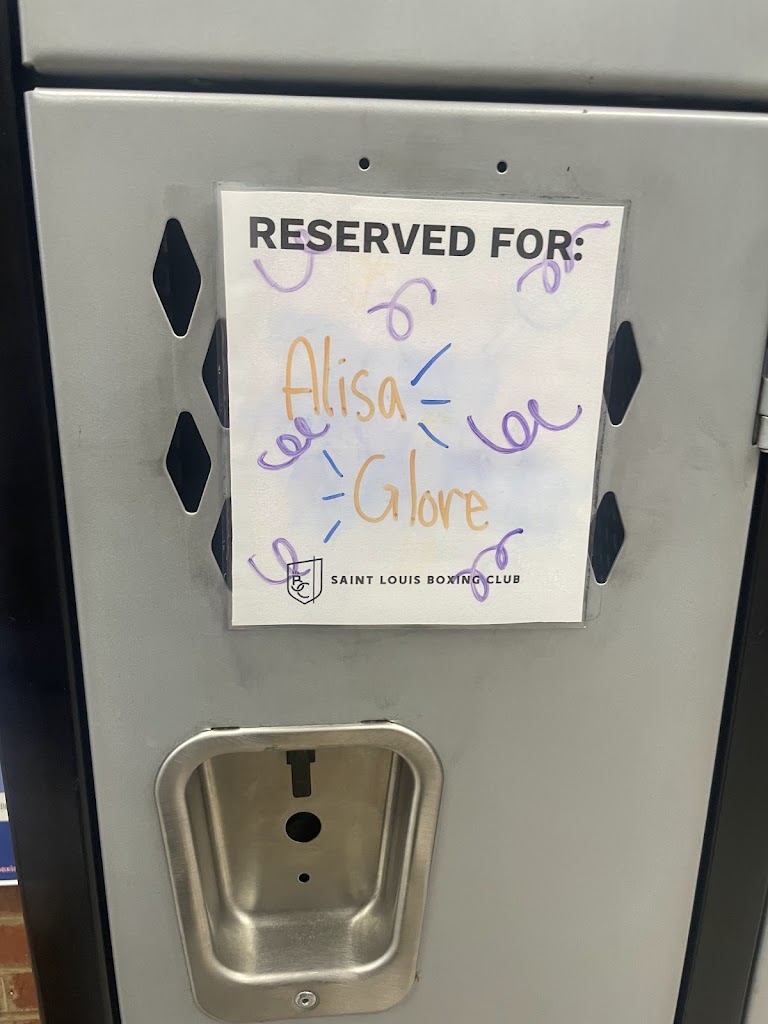 RESERVED FOR:
Alisa
Glore
SAINT LOUIS BOXING CLUB